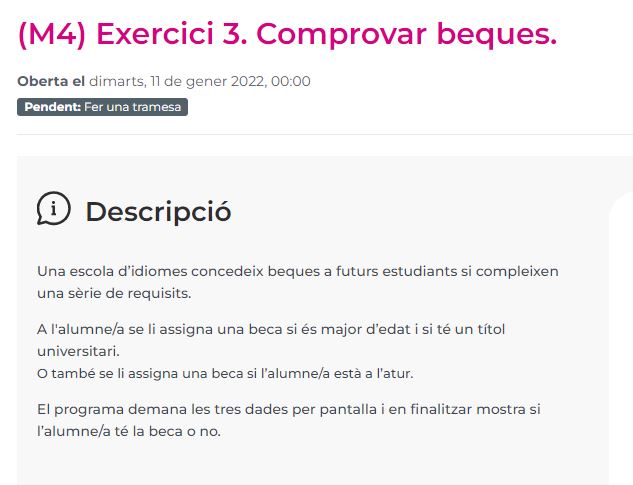 (M4) Exercici 3. Comprovar beques.
Oberta el dimarts, 11 de gener 2022, 00:00
Pendent: Fer una tramesa
Descripció
Una escola d’idiomes concedeix beques a futurs estudiants si compleixen
una sèrie de requisits.
A l'alumne/a se li assigna una beca si és major d’edat i si té un títol
universitari.
O també se li assigna una beca si l’alumne/a està a l’atur.
El programa demana les tres dades per pantalla i en finalitzar mostra si
l’alumne/a té la beca o no.